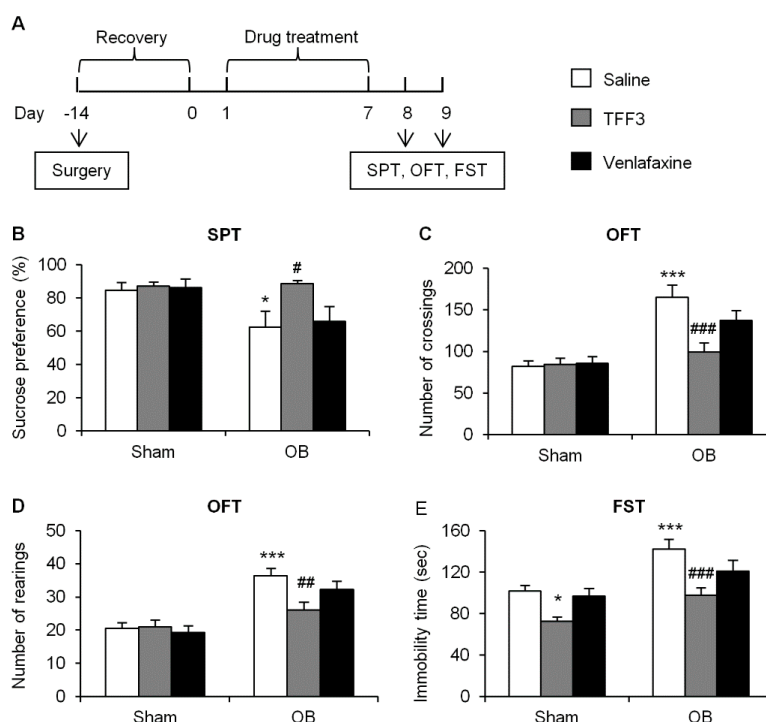 A
Recovery
Drug treatment
Day
-14
0
1
7
8
9
Surgery
SPT, OFT, FST
Saline
TFF3
Venlafaxine
B
SPT
Sucrose preference (%)
100
80
60
40
20
0
*
#
Sham
OB
C
OFT
Number of crossings
200
150
100
50
0
***
###
Sham
OB
D
OFT
Number of rearings
50
40
30
20
10
0
***
##
Sham
OB
E
FST
Immobility time (sec)
160
120
80
40
0
*
***
###
Sham
OB